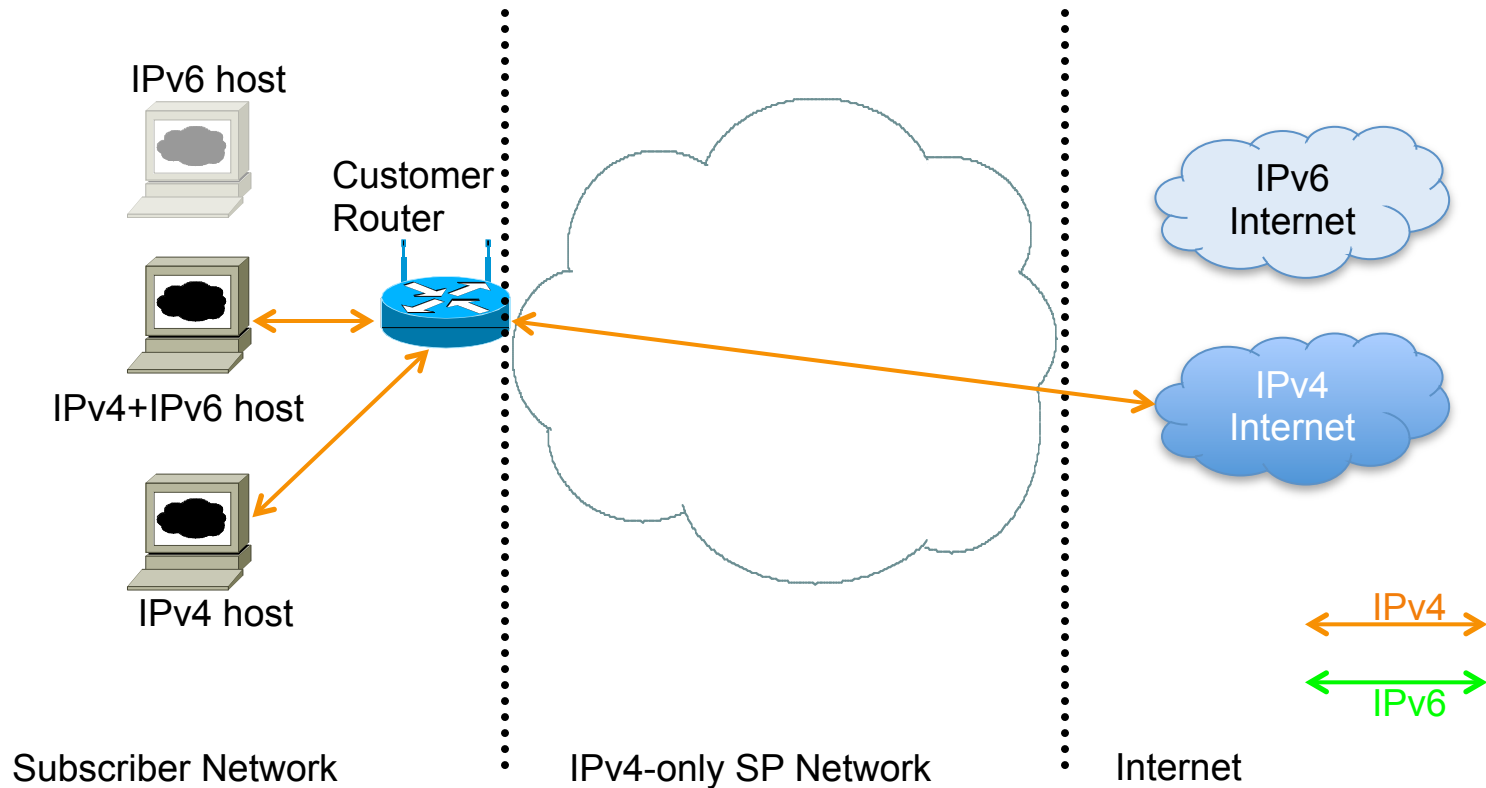 IPv6 host
Customer
Router
IPv4+IPv6 host
IPv4 host
IPv6
Internet
IPv4
Internet
IPv4
IPv6
Subscriber Network
IPv4-only SP Network
Internet